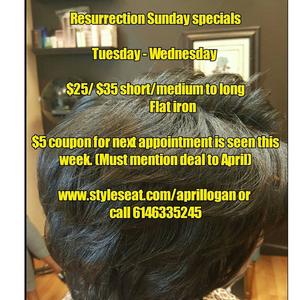 Resurrection Sunday specials
Tuesday - Wednesday
$25/ $35 short/medium to long
Flat iron
$5 coupon for next appointment is seen this
week. (Must mention deal to April)
www.styleseat.com/aprillogan or
call 6146335245